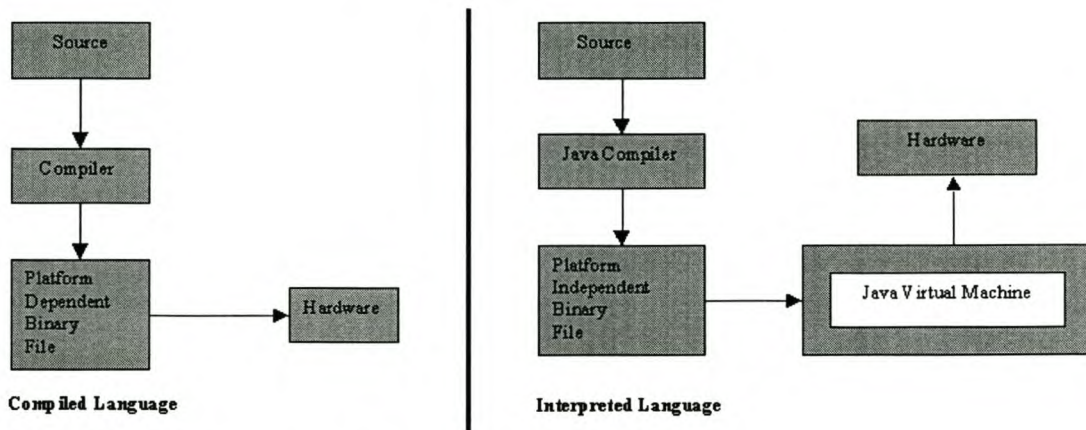 Source
Compiler
Platform
Dependent
Binary
File
Hardware
Compiled Language
Source
Java Compiler
Platform
Independent
Binary
File
Hardware
Java Virtual Machine
Interpreted Language